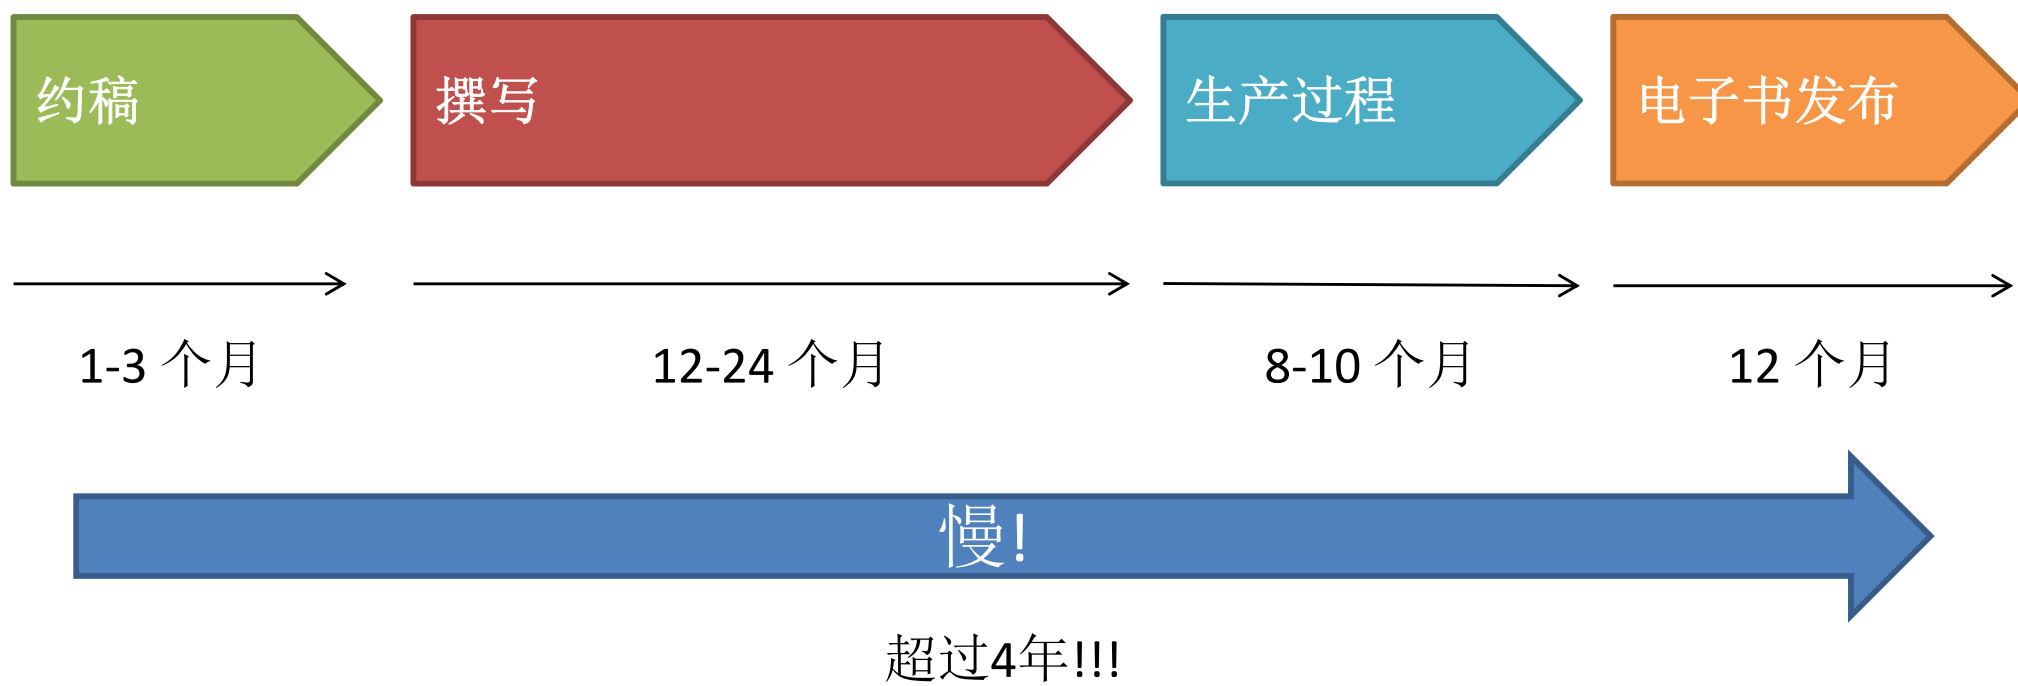 约稿
撰写
生产过程
电子书发布
1-3 个月
12-24 个月
8-10 个月
12 个月
慢!
超过4年!!!